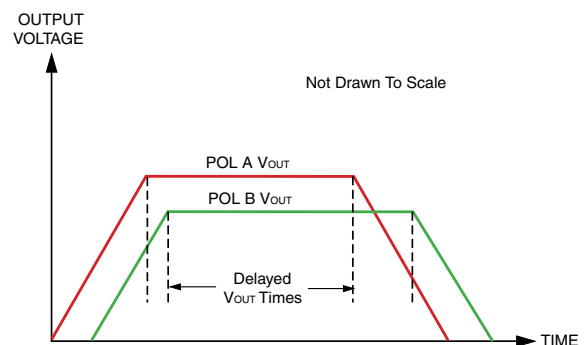 OUTPUT
VOLTAGE
Not Drawn To Scale
POL A VOUT
POL B VOUT
Delayed
VOUT Times
TIME